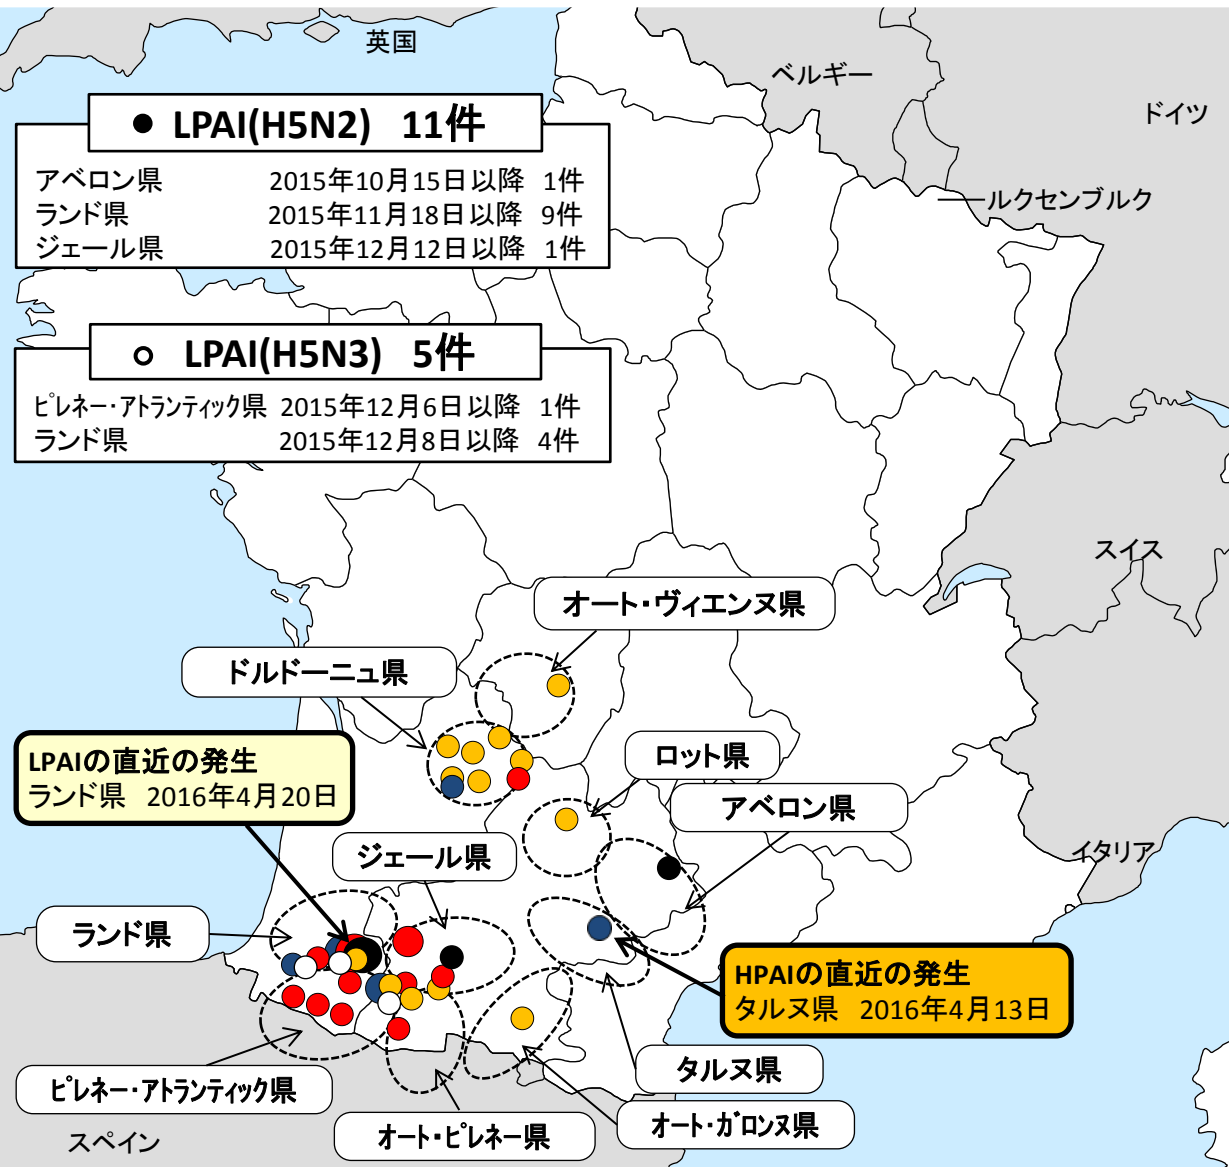 英国
ベルギー
ドイツ
● LPAI(H5N2) 11件
アベロン県 2015年10月15日以降 1件
ランド県 2015年11月18日以降 9件
ジェール県 2015年12月12日以降 1件
ルクセンブルク
○ LPAI(H5N3) 5件
ピレネー・アトランティック県 2015年12月6日以降 1件
ランド県 2015年12月8日以降 4件
スイス
オート・ヴィエンヌ県
ドルドーニュ県
LPAIの直近の発生
ランド県 2016年4月20日
ロット県
アベロン県
ジェール県
イタリア
ランド県
HPAIの直近の発生
タルヌ県 2016年4月13日
タルヌ県
ピレネー・アトランティック県
オート・ガロンヌ県
オート・ピレネー県
スペイン